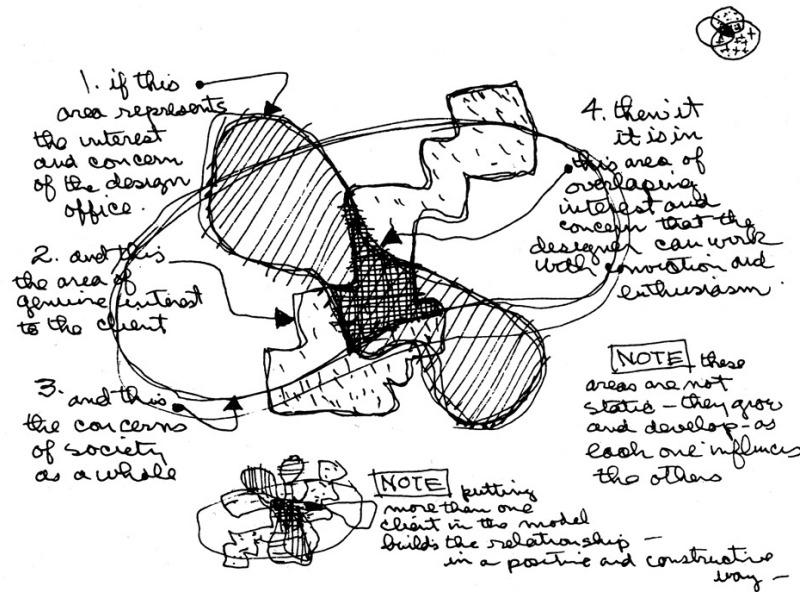 1. if this
area represents
the interest
and concern
of the design
office.
2. and this
the area of
genuine interest
to the client
3. and this
the concerns
of society
as a whole
4. then it
it is in
this area of
overlaping
interest and
concern that the
designer can work
with conviction and
enthusiasm.
NOTE these
areas are not
static - they grow
and develop - as
each one influences
the others
NOTE putting
more than one
client in the model
builds the relationship -
in a positive and constructive
way -